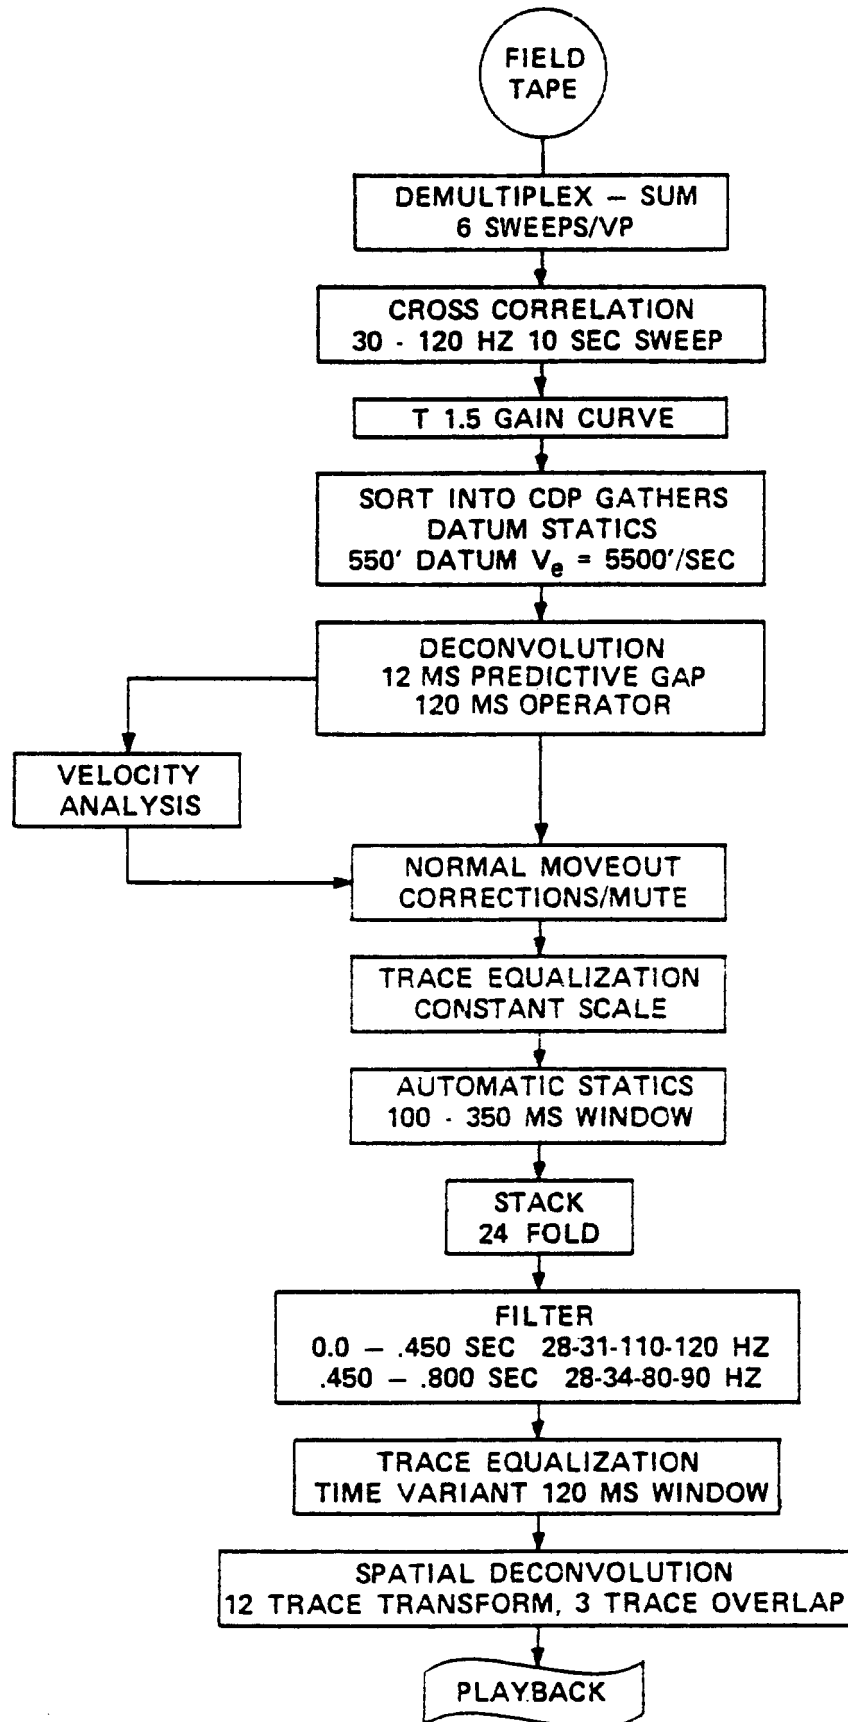 FIELD
TAPE
DEMULTIPLEX – SUM
6 SWEEPS/VP
CROSS CORRELATION
30 - 120 HZ 10 SEC SWEEP
T 1.5 GAIN CURVE
SORT INTO CDP GATHERS
DATUM STATICS
550' DATUM Ve = 5500'/SEC
DECONVOLUTION
12 MS PREDICTIVE GAP
120 MS OPERATOR
VELOCITY
ANALYSIS
NORMAL MOVEOUT
CORRECTIONS/MUTE
TRACE EQUALIZATION
CONSTANT SCALE
AUTOMATIC STATICS
100 - 350 MS WINDOW
STACK
24 FOLD
FILTER
0.0 – .450 SEC 28-31-110-120 HZ
.450 – .800 SEC 28-34-80-90 HZ
TRACE EQUALIZATION
TIME VARIANT 120 MS WINDOW
SPATIAL DECONVOLUTION
12 TRACE TRANSFORM, 3 TRACE OVERLAP
PLAYBACK